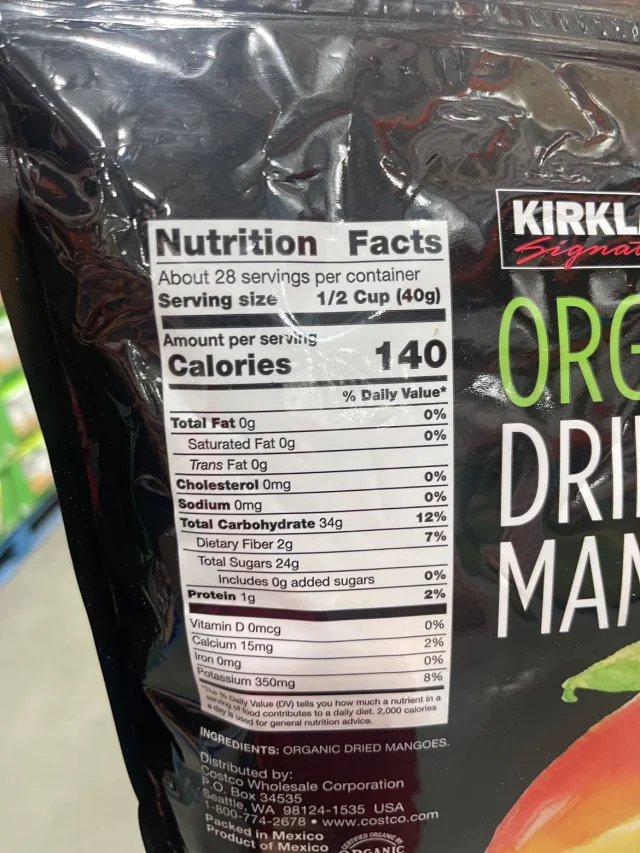 Nutrition Facts
About 28 servings per container
Serving size 1/2 Cup (40g)
Amount per serving
Calories 140
% Daily Value*
Total Fat 0g 0%
Saturated Fat 0g 0%
Trans Fat 0g
Cholesterol 0mg 0%
Sodium 0mg 0%
Total Carbohydrate 34g 12%
Dietary Fiber 2g 7%
Total Sugars 24g
Includes 0g added sugars 0%
Protein 1g 2%
Vitamin D 0mcg 0%
Calcium 15mg 2%
Iron 0mg 0%
Potassium 350mg 8%
*The % Daily Value (DV) tells you how much a nutrient in a
serving of food contributes to a daily diet. 2,000 calories
a day is used for general nutrition advice.
INGREDIENTS: ORGANIC DRIED MANGOES.
Distributed by:
Costco Wholesale Corporation
P.O. Box 34535
Seattle, WA 98124-1535 USA
1-800-774-2678 • www.costco.com
Packed in Mexico
Product of Mexico
CERTIFIED ORGANIC
ORGANIC
KIRKL
Signat
ORG
DRI
MAN